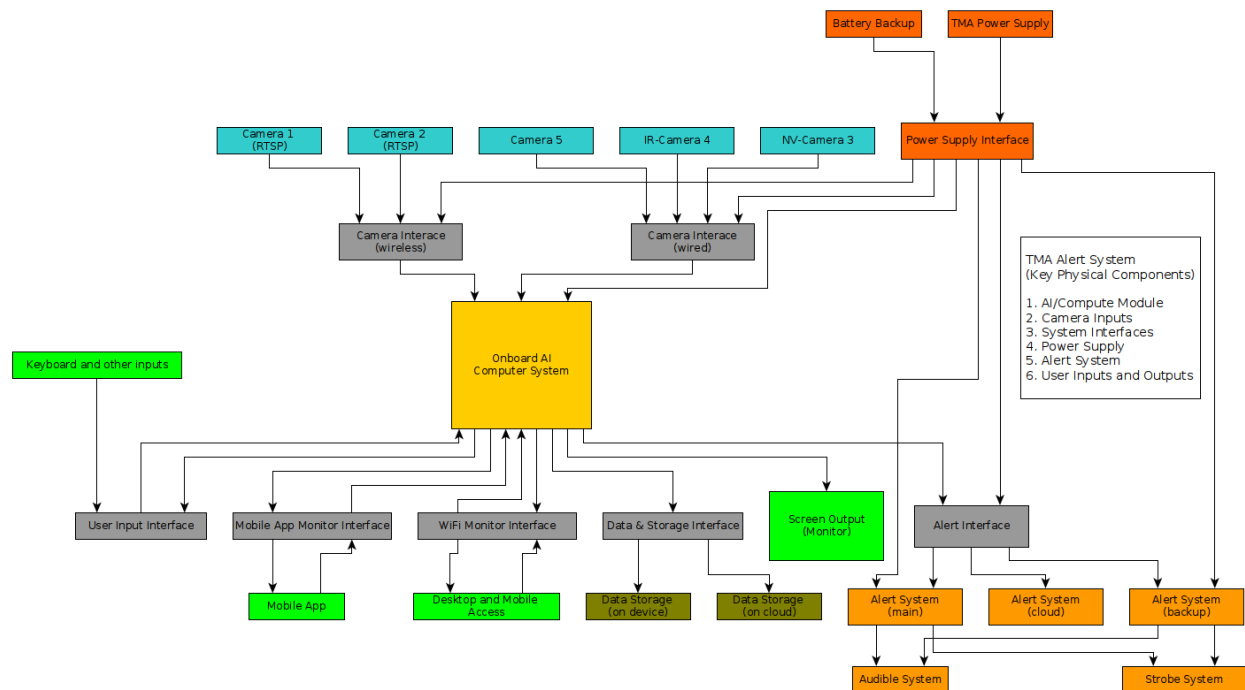 Battery Backup
TMA Power Supply
Camera 1
(RTSP)
Camera 2
(RTSP)
Camera 5
IR-Camera 4
NV-Camera 3
Power Supply Interface
Camera Interace
(wireless)
Camera Interace
(wired)
TMA Alert System
(Key Physical Components)
1. AI/Compute Module
2. Camera Inputs
3. System Interfaces
4. Power Supply
5. Alert System
6. User Inputs and Outputs
Onboard AI
Computer System
Keyboard and other inputs
User Input Interface
Mobile App Monitor Interface
WiFi Monitor Interface
Data & Storage Interface
Screen Output
(Monitor)
Alert Interface
Mobile App
Desktop and Mobile
Access
Data Storage
(on device)
Data Storage
(on cloud)
Alert System
(main)
Alert System
(cloud)
Alert System
(backup)
Audible System
Strobe System